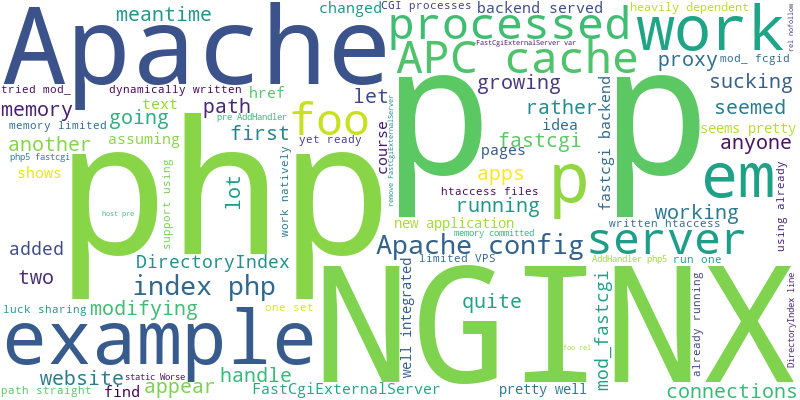 CGI processes
backend served
heavily dependent
meantime
changed
processed
work
rel nofollow
Apache
FastCgiExternalServer var
APC cache
proxy
mod_ fcgid
tried mod_
dynamically written
href
let
growing
sucking
memory
text
path
pre AddHandler
foo
rather
seemed
memory limited
going
first
yet ready
course
idea
seems pretty
another
assuming
fastcgi
anyone
php5 fastcgi
pages
remove FastCgiExternalServer
fastcgi backend
shows
support using
lot
work natively
p
apps
p
p
em
php
htaccess files
running
working
using already
host pre
new application
written htaccess
added
memory committed
Apache config
server
DirectoryIndex
limited VPS
AddHandler php5
run one
two
index php
well integrated
NGINX
mod_fastcgi
already running
DirectoryIndex line
luck sharing
modifying
one set
quite
example
foo rel
website
static Worse
handle
path straight
find
appear
FastCgiExternalServer
pretty well
connections